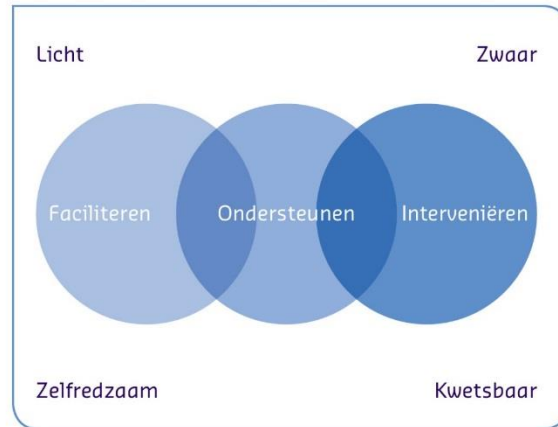 Licht Zwaar
Faciliteren Ondersteunen Interveniëren
Zelfredzaam Kwetsbaar